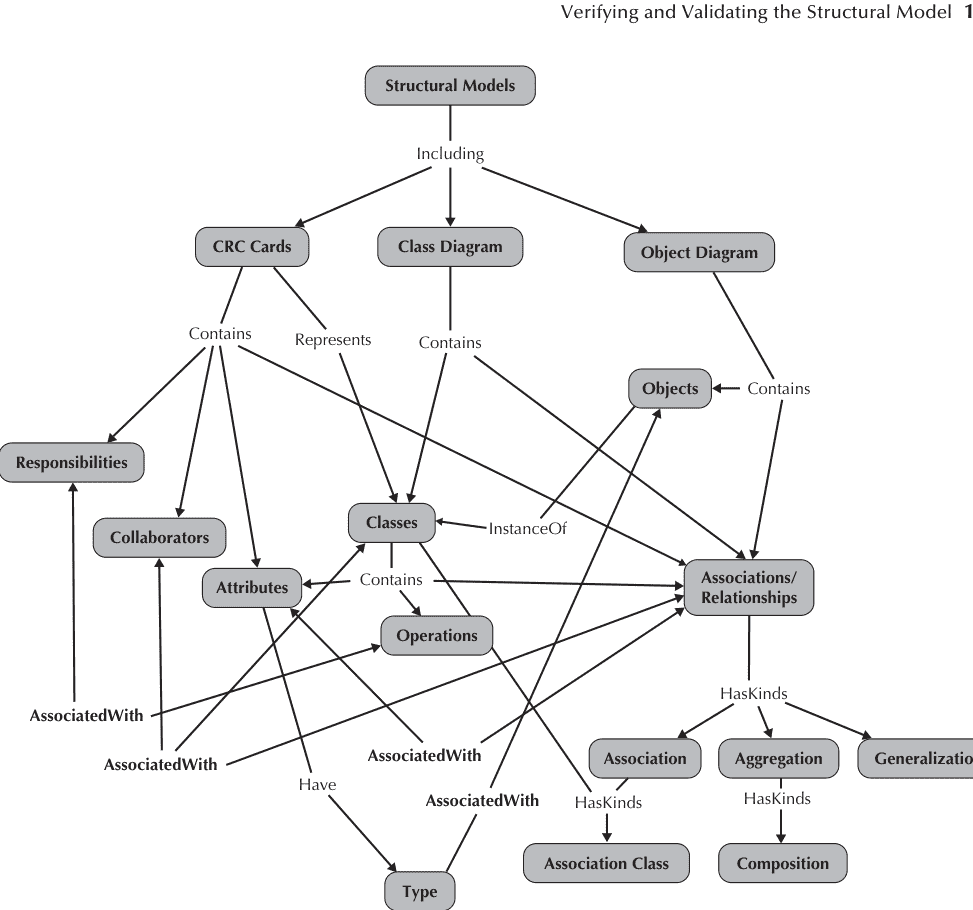 Verifying and Validating the Structural Model 1
Structural Models
Including
CRC Cards
Class Diagram
Object Diagram
Contains
Represents
Contains
Objects
Contains
Responsibilities
Collaborators
Classes
InstanceOf
Attributes
Contains
Associations/
Relationships
Operations
AssociatedWith
HasKinds
AssociatedWith
AssociatedWith
Association
Aggregation
Generalizatio
Have
AssociatedWith
HasKinds
HasKinds
Association Class
Composition
Type